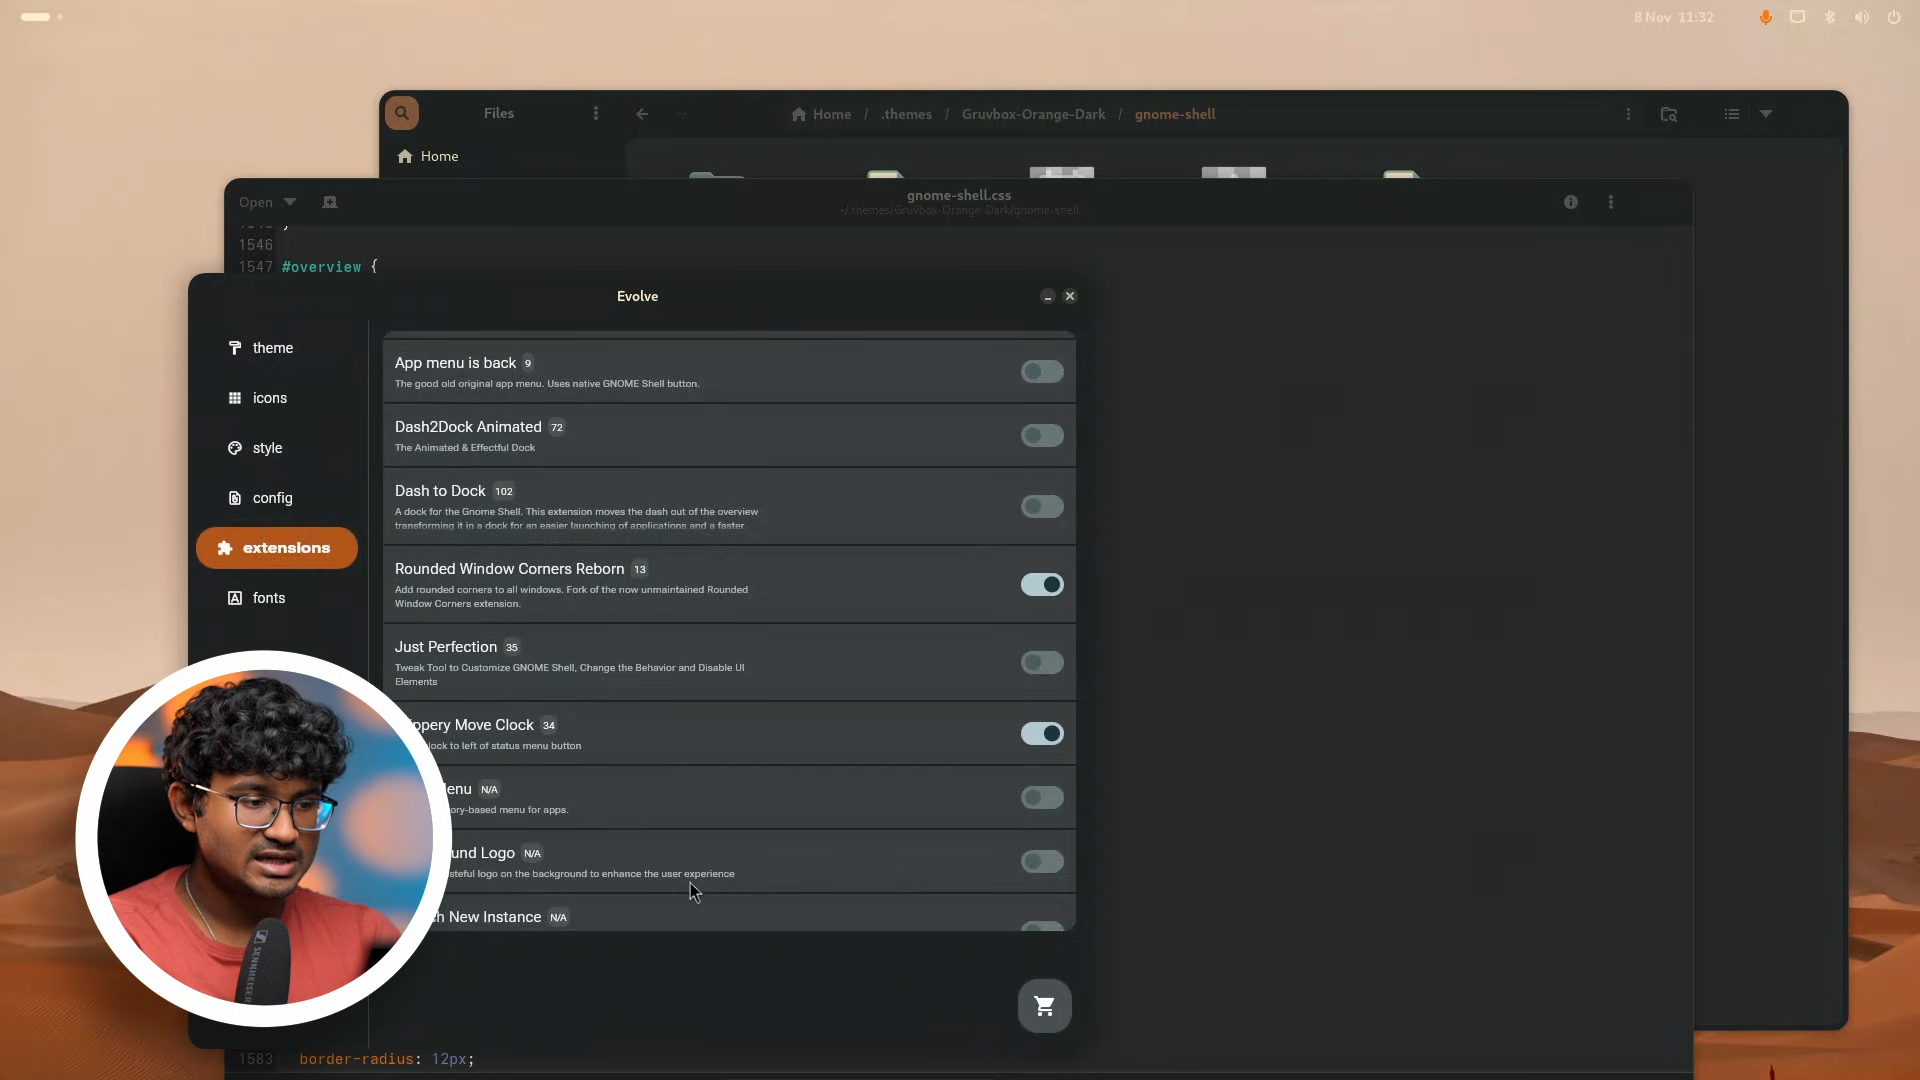 8 Nov 11:32
Files
Home / .themes / Gruvbox-Orange-Dark / gnome-shell
Home
Open
gnome-shell.css
~/.themes/Gruvbox-Orange-Dark/gnome-shell
1546
1547 #overview {
Evolve
theme
icons
style
config
extensions
fonts
App menu is back 9
The good old original app menu. Uses native GNOME Shell button.
Dash2Dock Animated 72
The Animated & Effectful Dock
Dash to Dock 102
A dock for the Gnome Shell. This extension moves the dash out of the overview
transforming it in a dock for an easier launching of applications and a faster
Rounded Window Corners Reborn 13
Add rounded corners to all windows. Fork of the now unmaintained Rounded
Window Corners extension.
Just Perfection 35
Tweak Tool to Customize GNOME Shell, Change the Behavior and Disable UI
Elements
Move Clock 34
to left of status menu button
N/A
menu for apps.
Logo N/A
logo on the background to enhance the user experience
New Instance N/A
SENNHEISER
1583 border-radius: 12px;